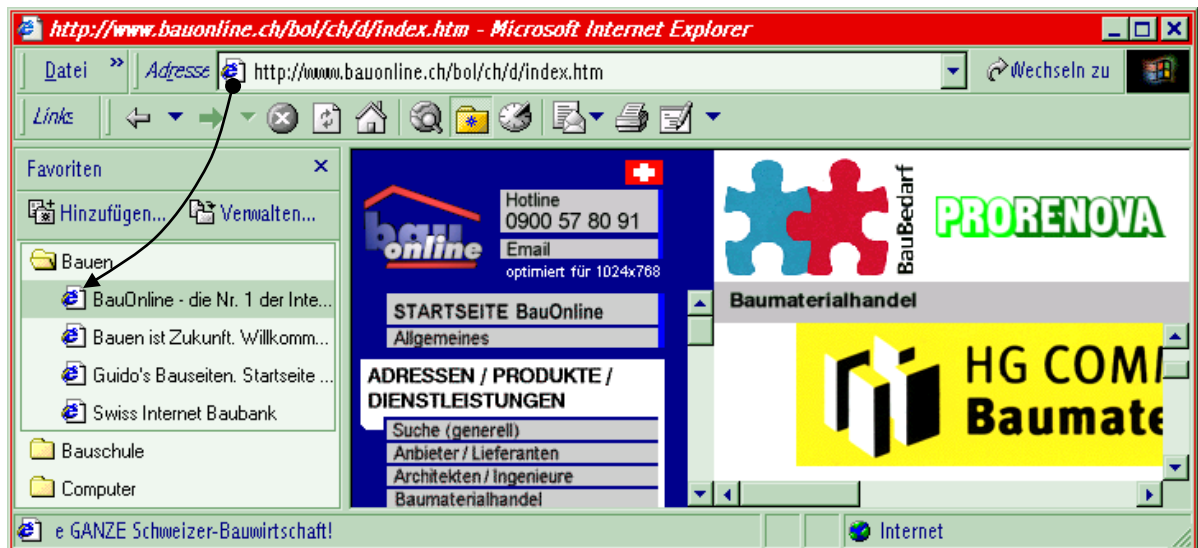 http://www.bauonline.ch/bol/ch/d/index.htm - Microsoft Internet Explorer
Datei » Adresse http://www.bauonline.ch/bol/ch/d/index.htm Wechseln zu
Links
Favoriten ×
Hinzufügen... Verwalten...
Bauen
BauOnline - die Nr. 1 der Inte...
Bauen ist Zukunft. Willkomm...
Guido's Bauseiten. Startseite ...
Swiss Internet Baubank
Bauschule
Computer
bau
online
Hotline
0900 57 80 91
Email
optimiert für 1024x768
STARTSEITE BauOnline
Allgemeines
ADRESSEN / PRODUKTE /
DIENSTLEISTUNGEN
Suche (generell)
Anbieter / Lieferanten
Architekten / Ingenieure
Baumaterialhandel
BauBedarf
PRORENOVA
Baumaterialhandel
HG COMM
Baumate
e GANZE Schweizer-Bauwirtschaft!
Internet